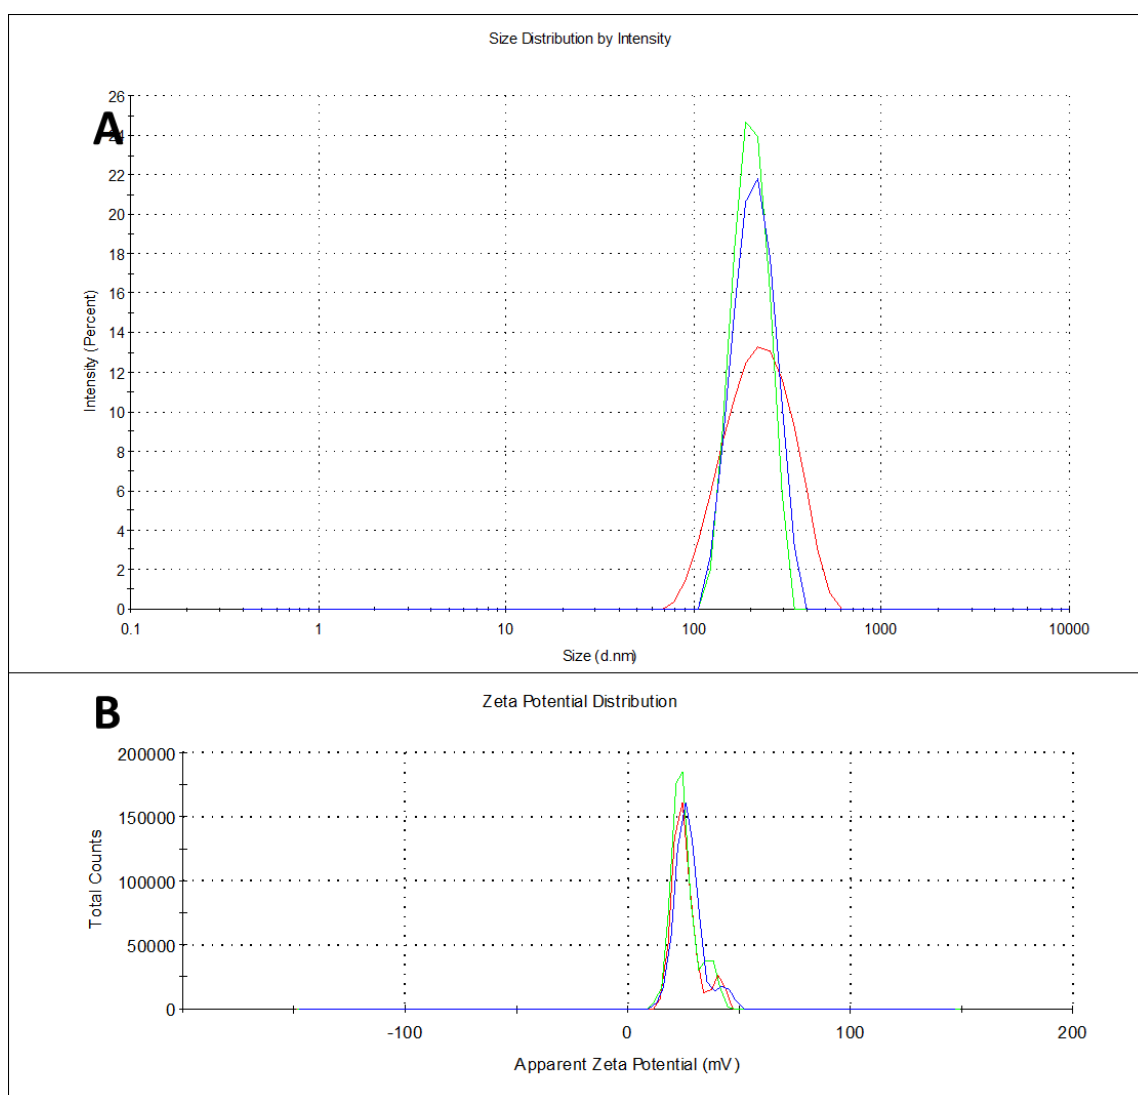 Size Distribution by Intensity
A
26
24
22
20
18
16
14
12
10
8
6
4
2
0
Intensity (Percent)
0.1 1 10 100 1000 10000
Size (d.nm)
B
Zeta Potential Distribution
200000
150000
100000
50000
0
Total Counts
-100 0 100 200
Apparent Zeta Potential (mV)